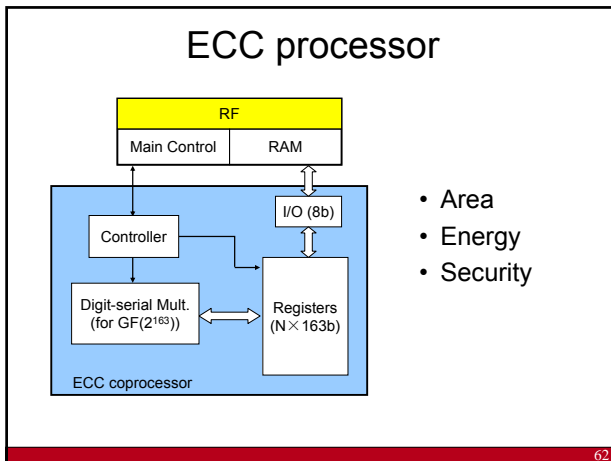 ECC processor
RF
Main Control
RAM
I/O (8b)
Controller
Digit-serial Mult.
(for GF(2¹⁶³))
Registers
(N×163b)
ECC coprocessor
• Area
• Energy
• Security
62